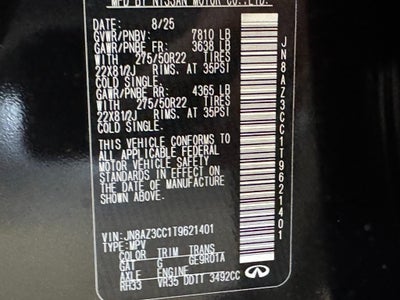 MFD. BY NISSAN MOTOR CO.,LTD.
DATE 8/25
GVWR/PNBV: 7810 LB
GAWR/PNBE FR: 3638 LB
WITH 275/50R22 TIRES
22X81/2J RIMS, AT 35PSI
COLD SINGLE.
GAWR/PNBE RR: 4365 LB
WITH 275/50R22 TIRES
22X81/2J RIMS, AT 35PSI
COLD SINGLE.
THIS VEHICLE CONFORMS TO
ALL APPLICABLE FEDERAL
MOTOR VEHICLE SAFETY
STANDARDS IN EFFECT ON THE
DATE OF MANUFACTURE SHOWN
ABOVE.
VIN:JN8AZ3CC1T9621401
TYPE:MPV
COLOR TRIM TRANS
GAT G GE9R01A
AXLE ENGINE
RH33 VR35 DDTT 3492CC
INFINITI
JN8AZ3CC1T9621401